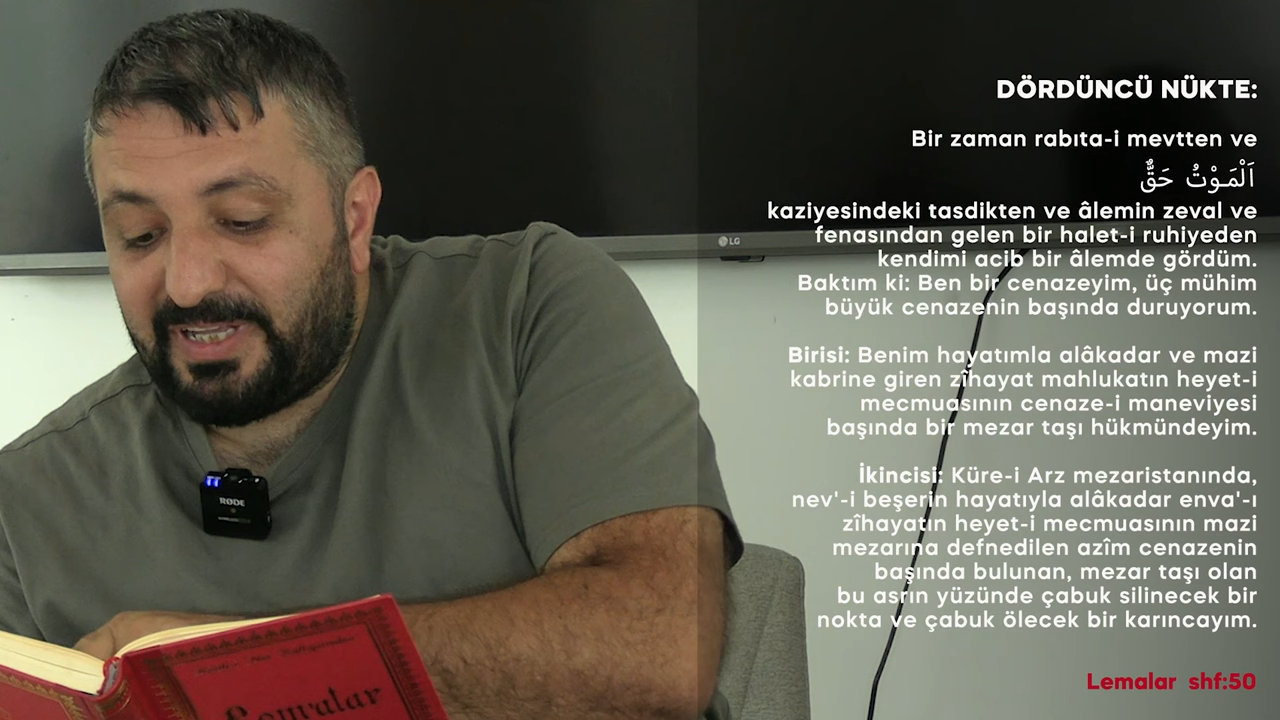 DÖRDÜNCÜ NÜKTE:
Bir zaman rabıta-i mevtten ve
اَلْمَوْتُ حَقٌّ
kaziyesindeki tasdikten ve âlemin zeval ve
fenasından gelen bir halet-i ruhiyeden
kendimi acib bir âlemde gördüm.
Baktım ki: Ben bir cenazeyim, üç mühim
büyük cenazenin başında duruyorum.
Birisi: Benim hayatımla alâkadar ve mazi
kabrine giren zîhayat mahlukatın heyet-i
mecmuasının cenaze-i maneviyesi
başında bir mezar taşı hükmündeyim.
İkincisi: Küre-i Arz mezaristanında,
nev'-i beşerin hayatıyla alâkadar enva'-ı
zîhayatın heyet-i mecmuasının mazi
mezarına defnedilen azîm cenazenin
başında bulunan, mezar taşı olan
bu asrın yüzünde çabuk silinecek bir
nokta ve çabuk ölecek bir karıncayım.
Lemalar shf:50
LG
RØDE